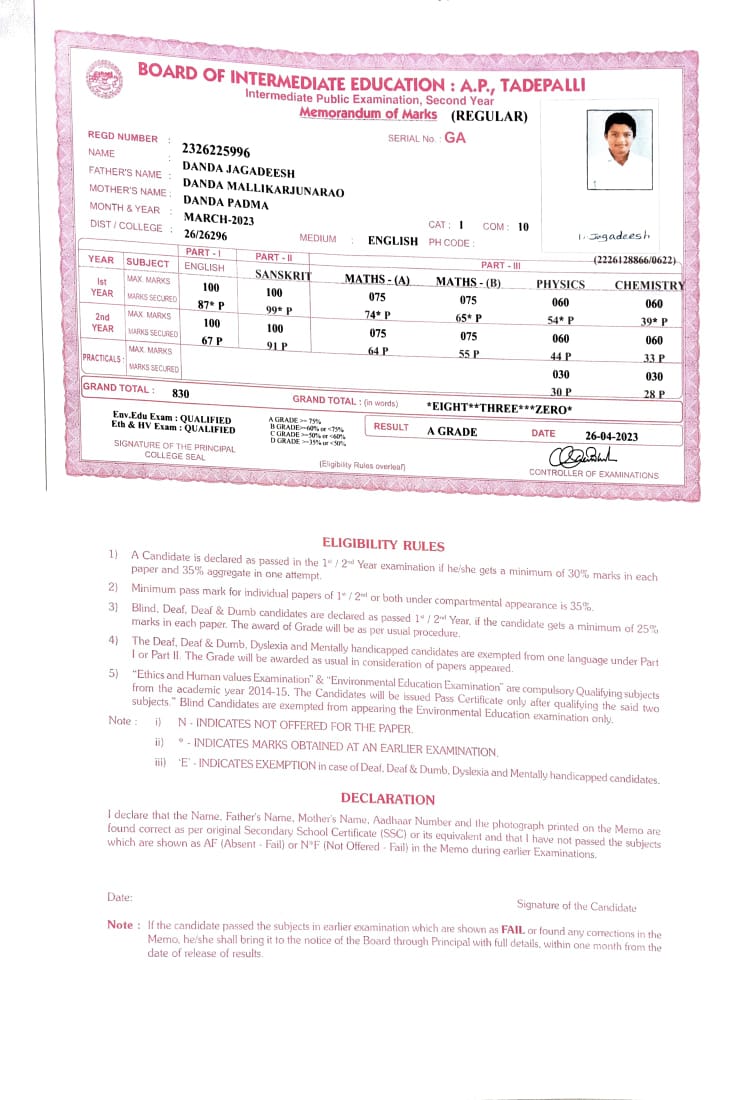 BOARD OF INTERMEDIATE EDUCATION : A.P., TADEPALLI
Intermediate Public Examination, Second Year
Memorandum of Marks (REGULAR)
SERIAL No. : GA
REGD NUMBER : 2326225996
NAME : DANDA JAGADEESH
FATHER'S NAME : DANDA MALLIKARJUNARAO
MOTHER'S NAME : DANDA PADMA
MONTH & YEAR : MARCH-2023
CAT : 1 COM : 10
DIST / COLLEGE : 26/26296 MEDIUM : ENGLISH PH CODE :
Jagadeesh
(2226128866/0622)
YEAR SUBJECT PART - I PART - II PART - III
ENGLISH SANSKRIT MATHS - (A) MATHS - (B) PHYSICS CHEMISTRY
1st YEAR MAX. MARKS 100 100 075 075 060 060
MARKS SECURED 87* P 99* P 74* P 65* P 54* P 39* P
2nd YEAR MAX. MARKS 100 100 075 075 060 060
MARKS SECURED 67 P 91 P 64 P 55 P 44 P 33 P
PRACTICALS : MAX. MARKS 030 030
MARKS SECURED 30 P 28 P
GRAND TOTAL : 830 GRAND TOTAL : (in words) *EIGHT**THREE***ZERO*
Env.Edu Exam : QUALIFIED
Eth & HV Exam : QUALIFIED
A GRADE >= 75%
B GRADE>=60% or <75%
C GRADE >=50% or <60%
D GRADE >=35% or <50%
RESULT A GRADE DATE 26-04-2023
SIGNATURE OF THE PRINCIPAL
COLLEGE SEAL
(Eligibility Rules overleaf)
CONTROLLER OF EXAMINATIONS
ELIGIBILITY RULES
1) A Candidate is declared as passed in the 1st / 2nd Year examination if he/she gets a minimum of 30% marks in each
paper and 35% aggregate in one attempt.
2) Minimum pass mark for individual papers of 1st / 2nd or both under compartmental appearance is 35%.
3) Blind, Deaf, Deaf & Dumb candidates are declared as passed 1st / 2nd Year, if the candidate gets a minimum of 25%
marks in each paper. The award of Grade will be as per usual procedure.
4) The Deaf, Deaf & Dumb, Dyslexia and Mentally handicapped candidates are exempted from one language under Part
I or Part II. The Grade will be awarded as usual in consideration of papers appeared.
5) "Ethics and Human values Examination" & "Environmental Education Examination" are compulsory Qualifying subjects
from the academic year 2014-15. The Candidates will be issued Pass Certificate only after qualifying the said two
subjects." Blind Candidates are exempted from appearing the Environmental Education examination only.
Note : i) N - INDICATES NOT OFFERED FOR THE PAPER.
ii) * - INDICATES MARKS OBTAINED AT AN EARLIER EXAMINATION.
iii) 'E' - INDICATES EXEMPTION in case of Deaf, Deaf & Dumb, Dyslexia and Mentally handicapped candidates.
DECLARATION
I declare that the Name, Father's Name, Mother's Name, Aadhaar Number and the photograph printed on the Memo are
found correct as per original Secondary School Certificate (SSC) or its equivalent and that I have not passed the subjects
which are shown as AF (Absent - Fail) or N*F (Not Offered - Fail) in the Memo during earlier Examinations.
Date:
Signature of the Candidate
Note : If the candidate passed the subjects in earlier examination which are shown as FAIL or found any corrections in the
Memo, he/she shall bring it to the notice of the Board through Principal with full details, within one month from the
date of release of results.